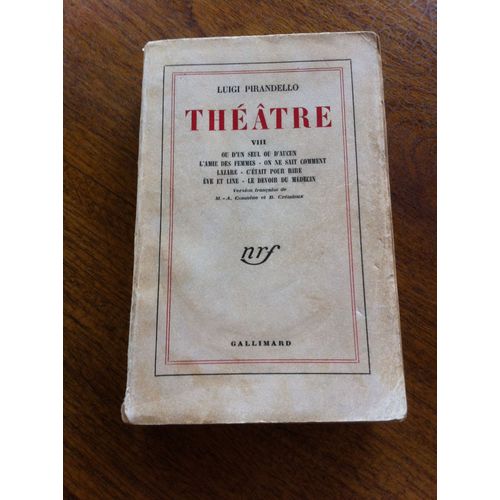 LUIGI PIRANDELLO
THÉÂTRE
VIII
OU D'UN SEUL OU D'AUCUN
L'AMIE DES FEMMES - ON NE SAIT COMMENT
LAZARE - C'ÉTAIT POUR RIRE
ÈVE ET LINE - LE DEVOIR DU MÉDECIN
Version française de
M.-A. Comnène et B. Crémieux
nrf
GALLIMARD